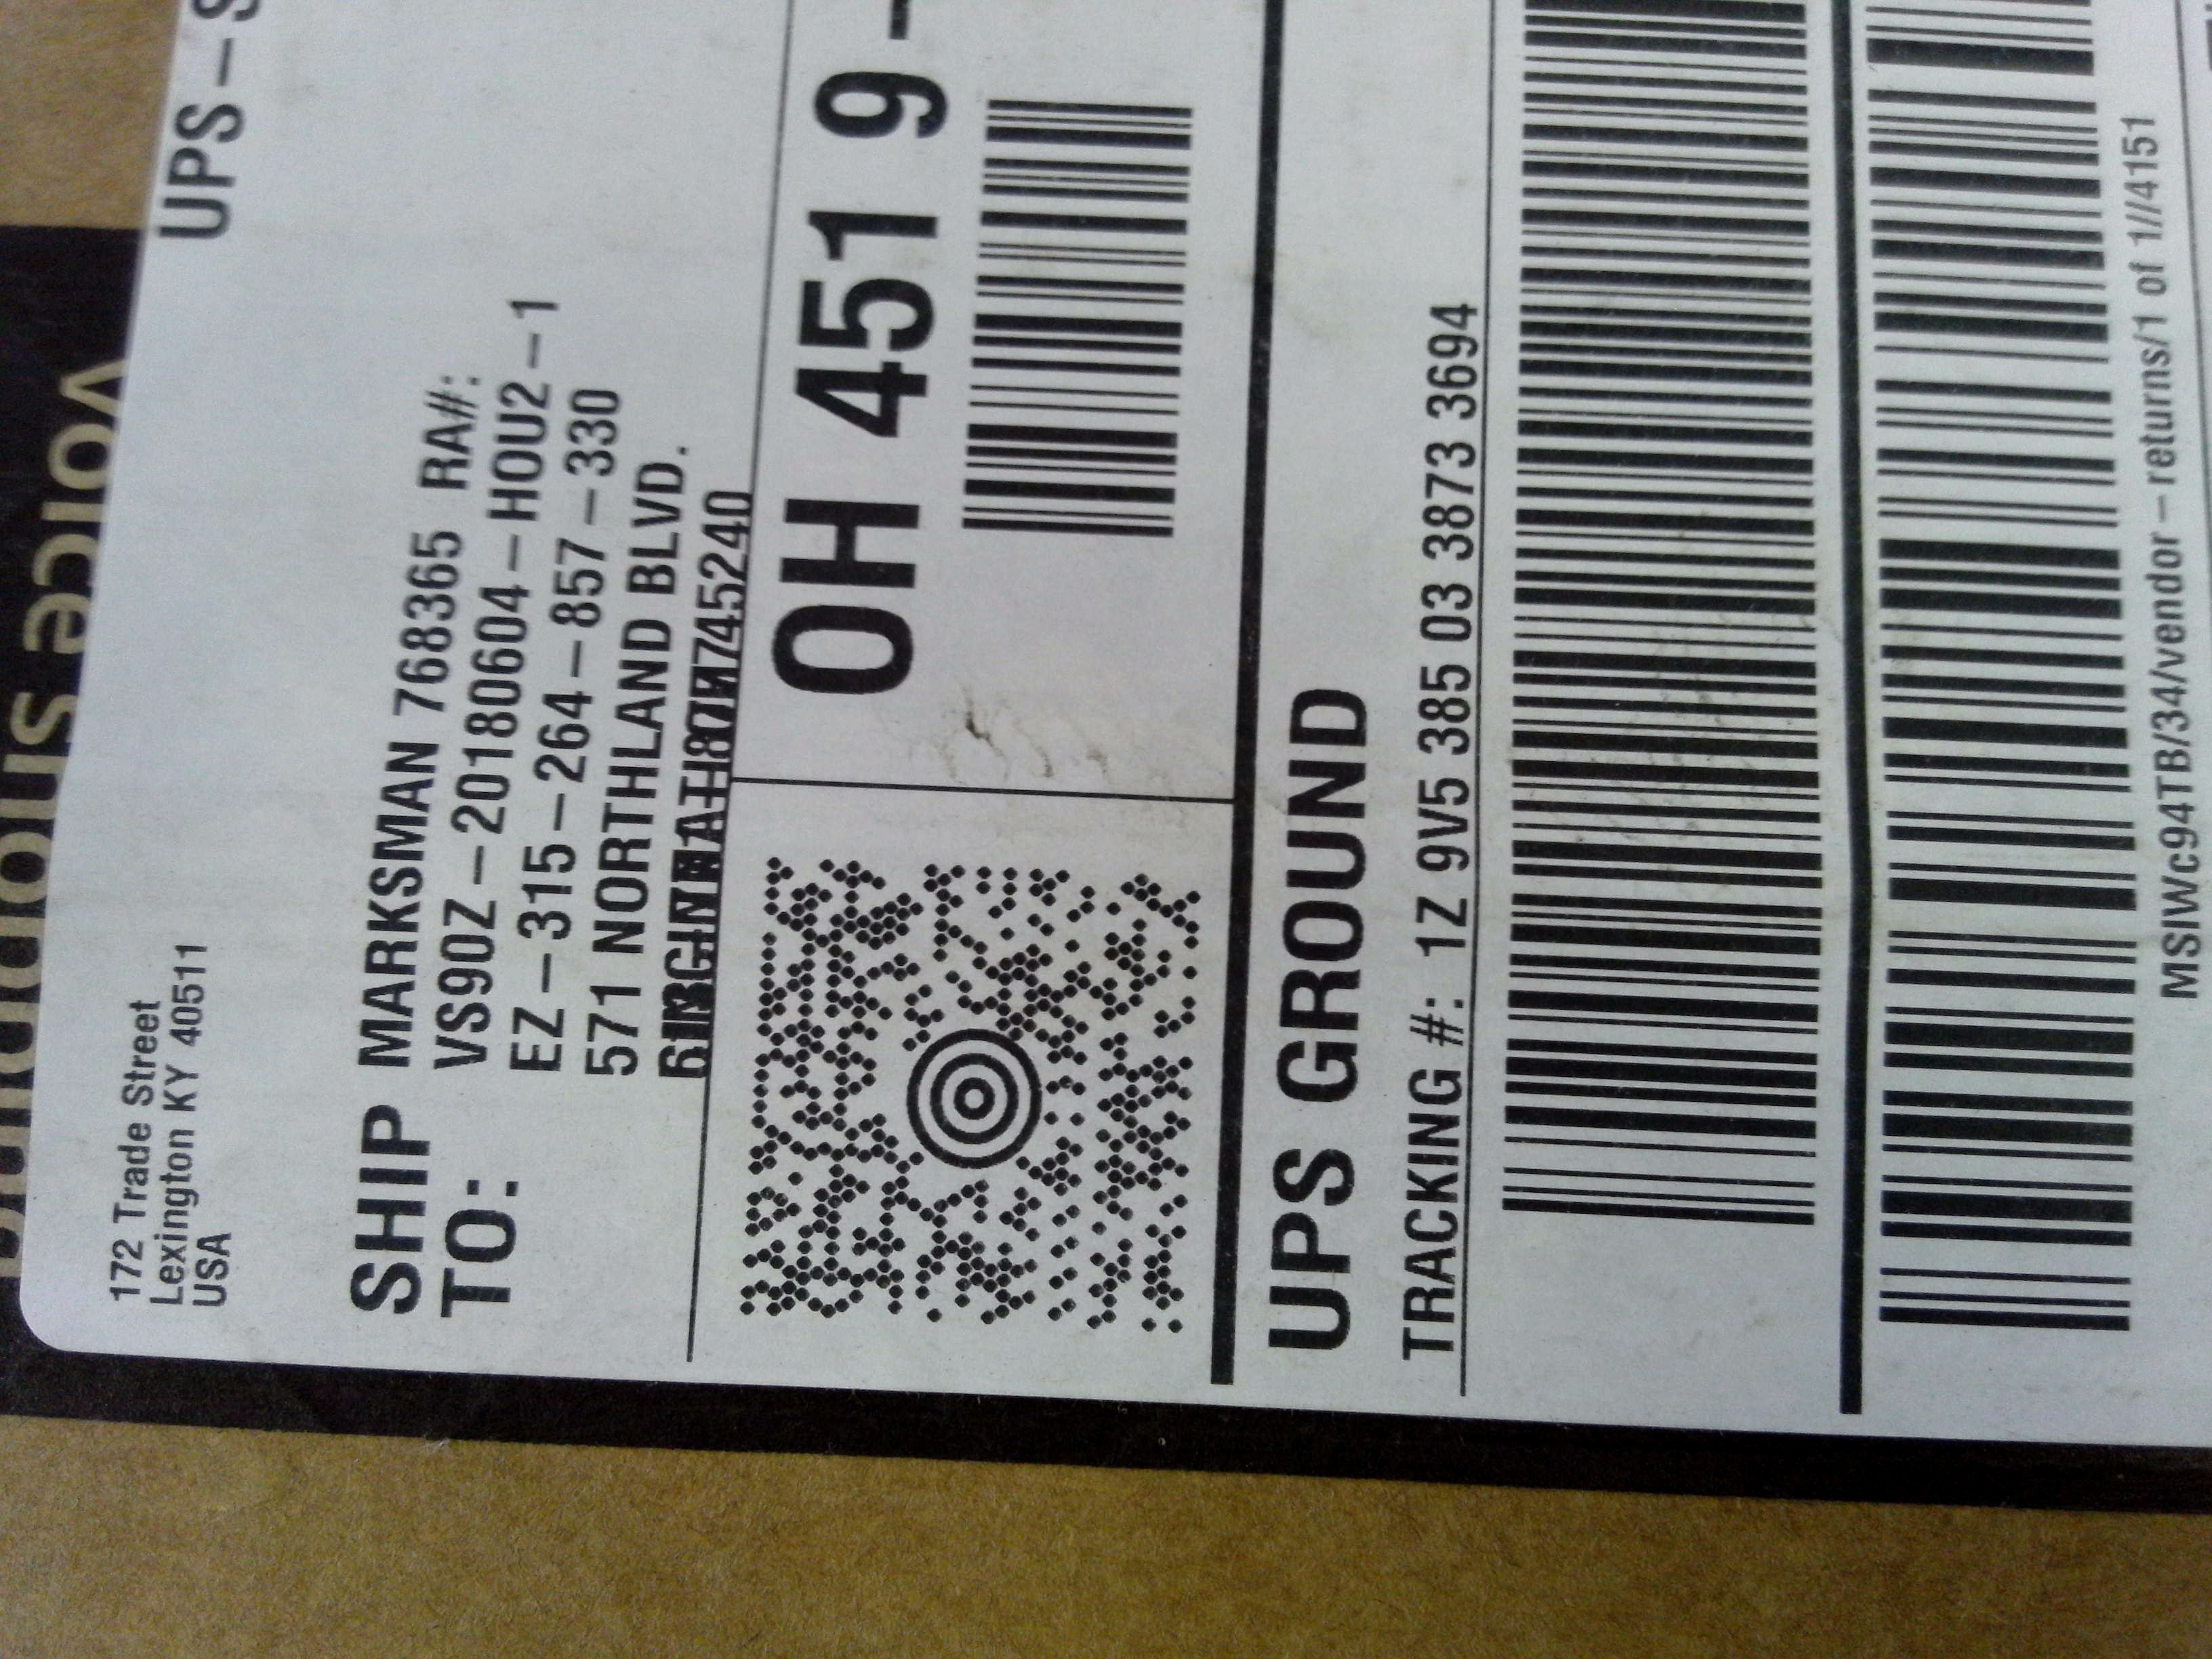 172 Trade Street
Lexington KY 40511
USA
UPS-S
SHIP TO:
MARKSMAN 768365 RA#:
VS90Z-20180604-HOU2-1
EZ-315-264-857-330
571 NORTHLAND BLVD.
OH 451 9-
UPS GROUND
TRACKING #: 1Z 9V5 385 03 3873 3694
MSIWc94TB/34/vendor-returns/1 of 1//4151
voice